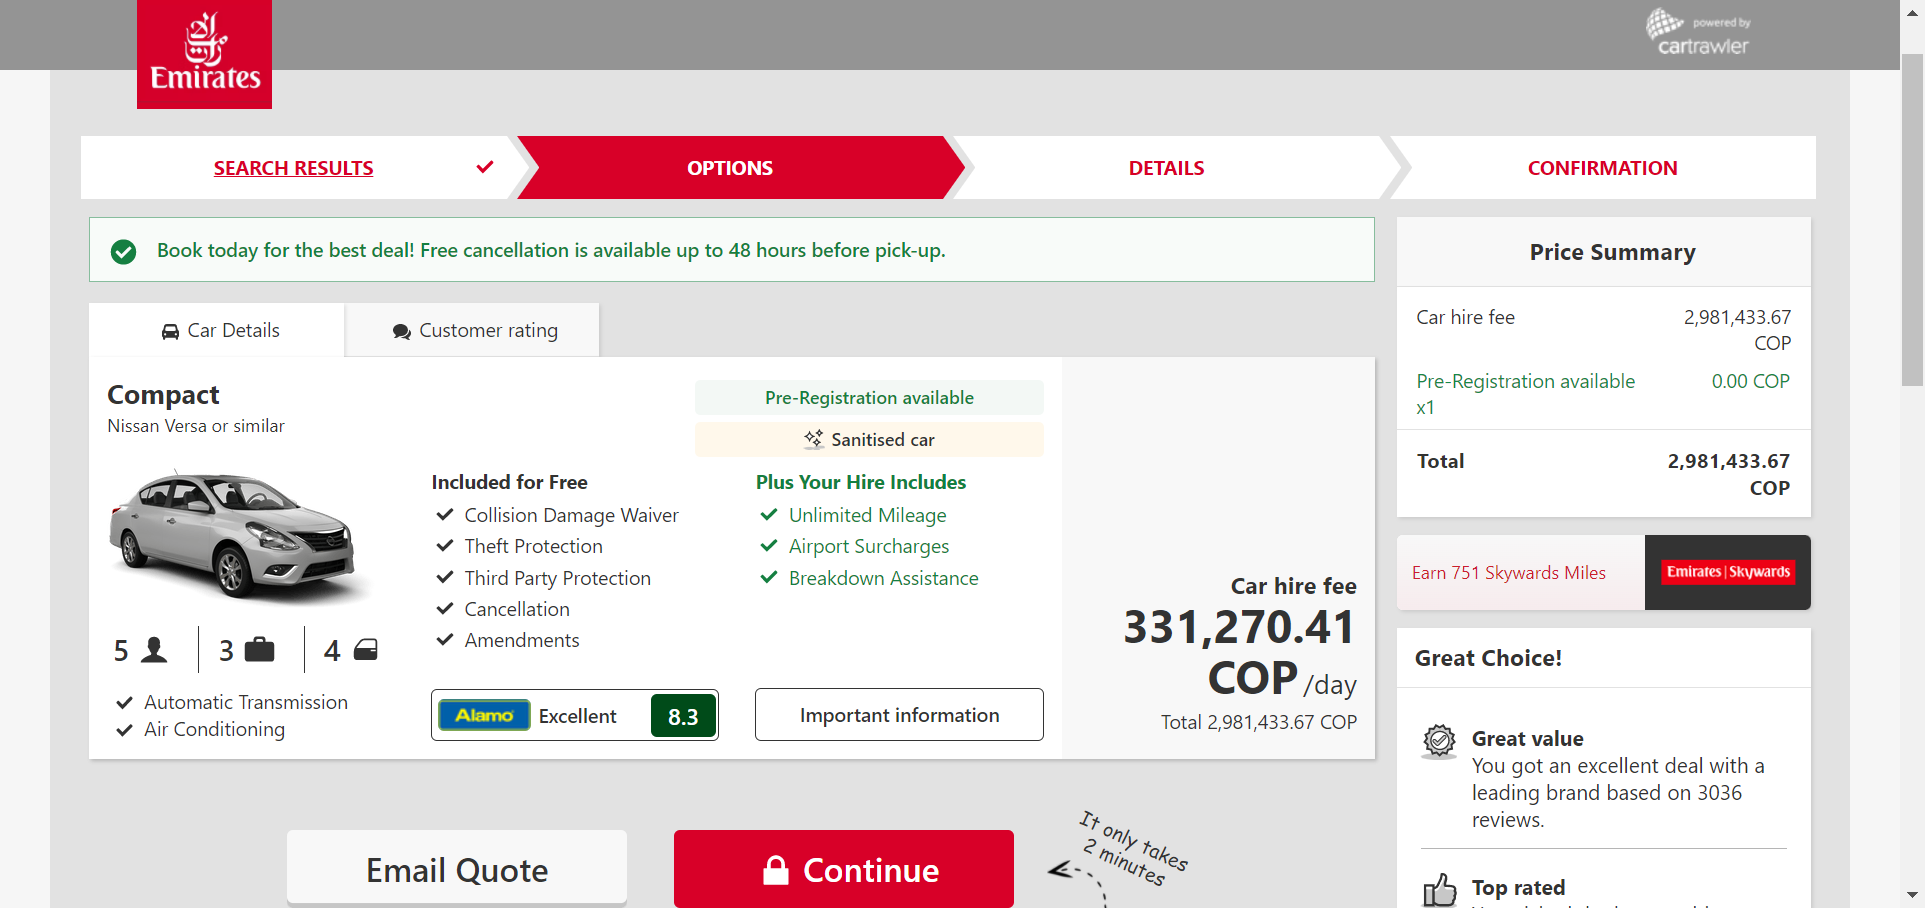 Emirates
powered by
cartrawler
SEARCH RESULTS
OPTIONS
DETAILS
CONFIRMATION
Book today for the best deal! Free cancellation is available up to 48 hours before pick-up.
Car Details
Customer rating
Compact
Nissan Versa or similar
Pre-Registration available
Sanitised car
Included for Free
Collision Damage Waiver
Theft Protection
Third Party Protection
Cancellation
Amendments
Plus Your Hire Includes
Unlimited Mileage
Airport Surcharges
Breakdown Assistance
5
3
4
Automatic Transmission
Air Conditioning
Alamo Excellent 8.3
Important information
Car hire fee
331,270.41
COP /day
Total 2,981,433.67 COP
Email Quote
Continue
It only takes
2 minutes
Price Summary
Car hire fee 2,981,433.67
COP
Pre-Registration available 0.00 COP
x1
Total 2,981,433.67
COP
Earn 751 Skywards Miles
Emirates | Skywards
Great Choice!
Great value
You got an excellent deal with a
leading brand based on 3036
reviews.
Top rated